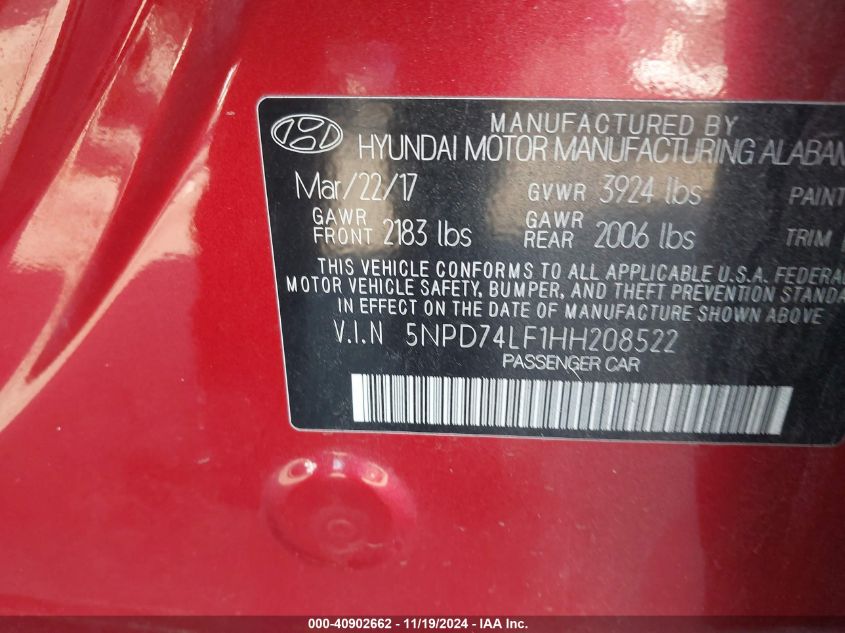 MANUFACTURED BY
HYUNDAI MOTOR MANUFACTURING ALABAM
Mar/22/17 GVWR 3924 lbs PAINT
GAWR FRONT 2183 lbs GAWR REAR 2006 lbs TRIM
THIS VEHICLE CONFORMS TO ALL APPLICABLE U.S.A. FEDERAL
MOTOR VEHICLE SAFETY, BUMPER, AND THEFT PREVENTION STANDA
IN EFFECT ON THE DATE OF MANUFACTURE SHOWN ABOVE
V.I.N 5NPD74LF1HH208522
PASSENGER CAR
000-40902662 - 11/19/2024 - IAA Inc.